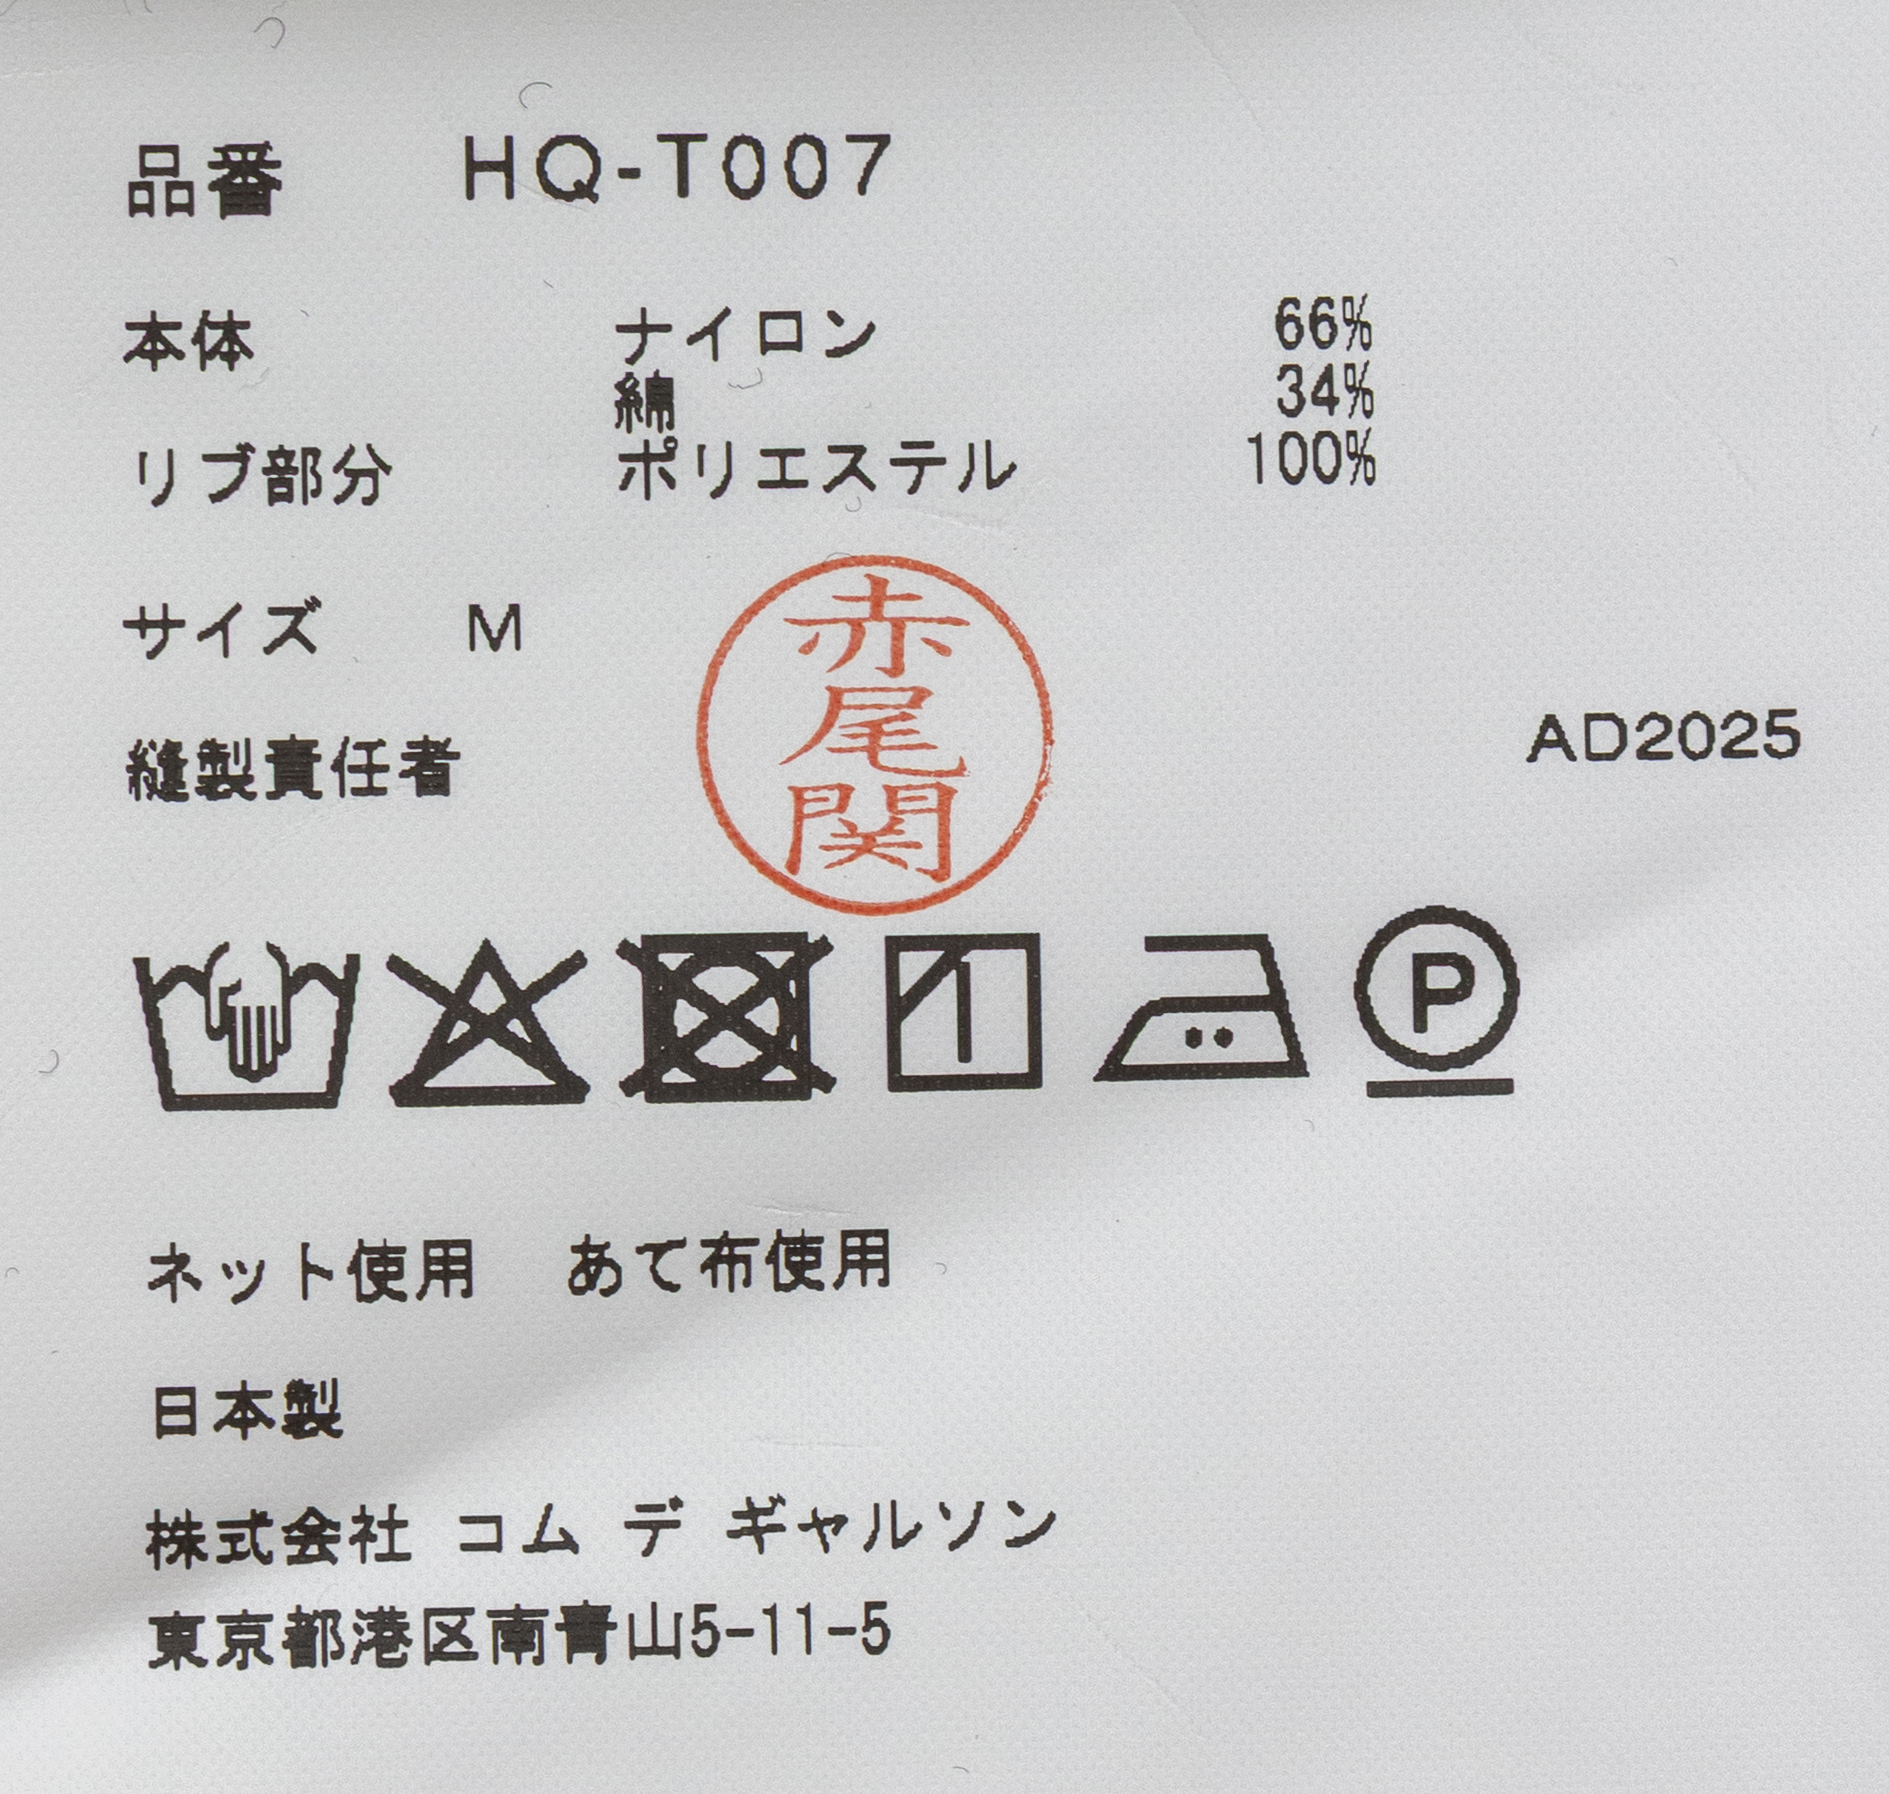 品番 HQ-T007
本体 ナイロン 66%
綿 34%
リブ部分 ポリエステル 100%
サイズ M
赤尾関
縫製責任者 AD2025
P
ネット使用 あて布使用
日本製
株式会社 コム デ ギャルソン
東京都港区南青山5-11-5